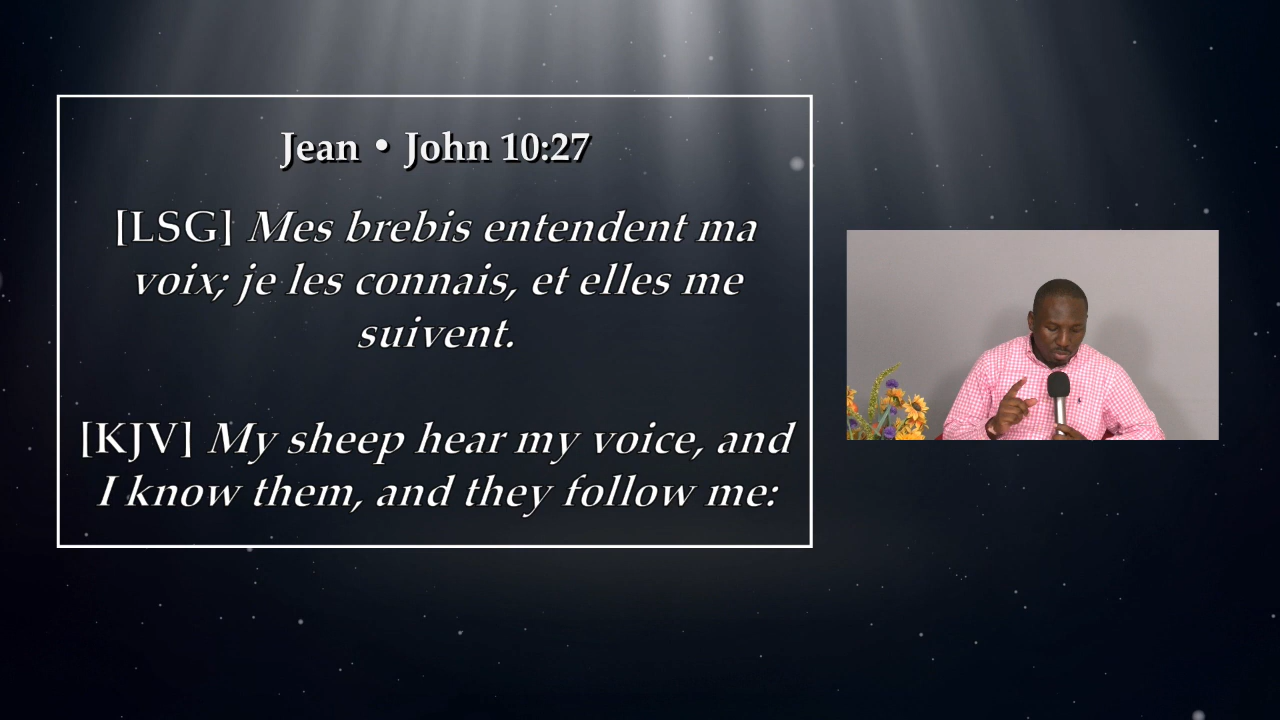 Jean • John 10:27
[LSG] Mes brebis entendent ma
voix; je les connais, et elles me
suivent.
[KJV] My sheep hear my voice, and
I know them, and they follow me: